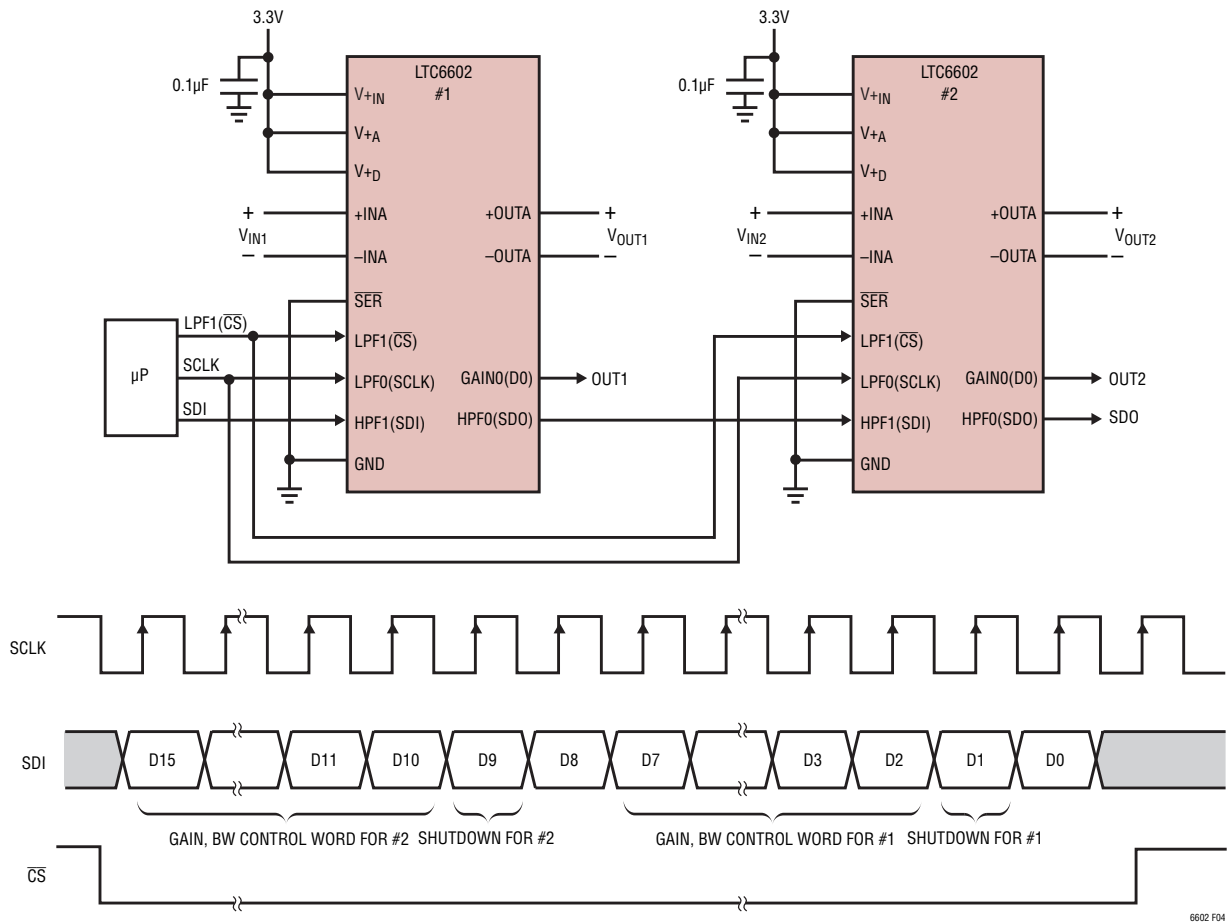 3.3V
0.1µF
LTC6602
#1
V+IN
V+A
V+D
+INA
VIN1
–INA
+ –
+OUTA
–OUTA
+ –
VOUT1
SER
LPF1(CS)
LPF0(SCLK)
HPF1(SDI)
GND
GAIN0(D0)
OUT1
HPF0(SDO)
µP
LPF1(CS)
SCLK
SDI
3.3V
0.1µF
LTC6602
#2
V+IN
V+A
V+D
+INA
VIN2
–INA
+ –
+OUTA
–OUTA
+ –
VOUT2
SER
LPF1(CS)
LPF0(SCLK)
HPF1(SDI)
GND
GAIN0(D0)
OUT2
HPF0(SDO)
SDO
SCLK
SDI
D15 D11 D10 D9 D8 D7 D3 D2 D1 D0
GAIN, BW CONTROL WORD FOR #2 SHUTDOWN FOR #2 GAIN, BW CONTROL WORD FOR #1 SHUTDOWN FOR #1
CS
6602 F04